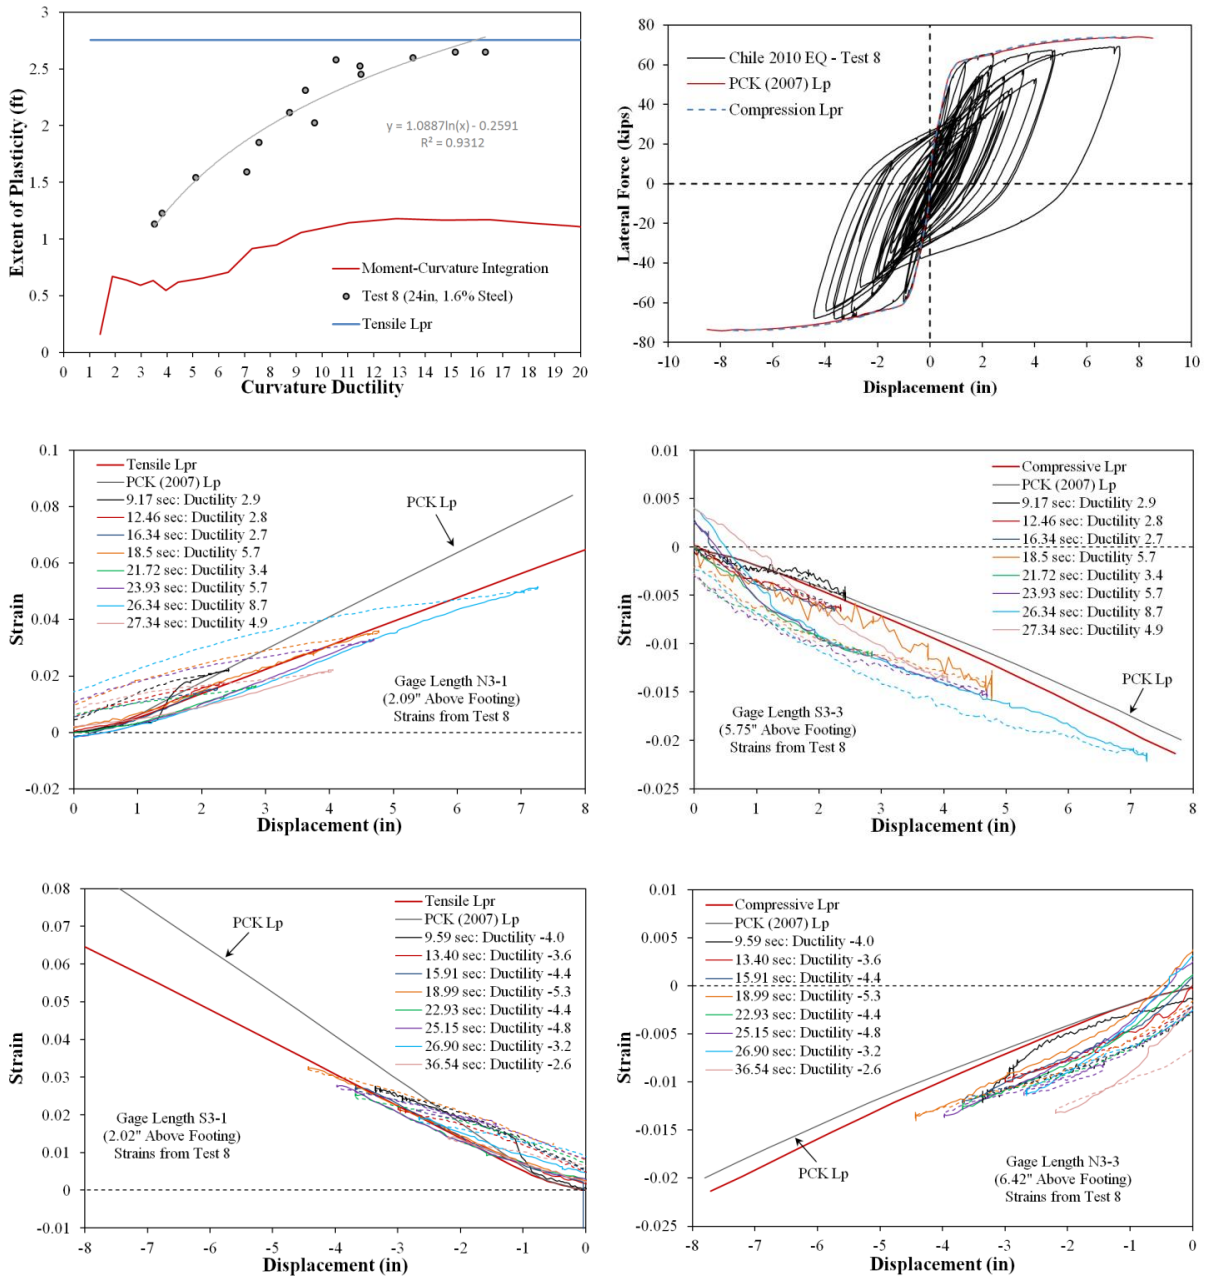 3
2.5
2
1.5
1
0.5
0
Extent of Plasticity (ft)
y = 1.0887ln(x) - 0.2591
R² = 0.9312
Moment-Curvature Integration
Test 8 (24in, 1.6% Steel)
Tensile Lpr
0 1 2 3 4 5 6 7 8 9 10 11 12 13 14 15 16 17 18 19 20
Curvature Ductility
80
60
40
20
0
-20
-40
-60
-80
Lateral Force (kips)
Chile 2010 EQ - Test 8
PCK (2007) Lp
Compression Lpr
-10 -8 -6 -4 -2 0 2 4 6 8 10
Displacement (in)
0.1
0.08
0.06
0.04
0.02
0
-0.02
Strain
Tensile Lpr
PCK (2007) Lp
9.17 sec: Ductility 2.9
12.46 sec: Ductility 2.8
16.34 sec: Ductility 2.7
18.5 sec: Ductility 5.7
21.72 sec: Ductility 3.4
23.93 sec: Ductility 5.7
26.34 sec: Ductility 8.7
27.34 sec: Ductility 4.9
PCK Lp
Gage Length N3-1
(2.09" Above Footing)
Strains from Test 8
0 1 2 3 4 5 6 7 8
Displacement (in)
0.01
0.005
0
-0.005
-0.01
-0.015
-0.02
-0.025
Strain
Compressive Lpr
PCK (2007) Lp
9.17 sec: Ductility 2.9
12.46 sec: Ductility 2.8
16.34 sec: Ductility 2.7
18.5 sec: Ductility 5.7
21.72 sec: Ductility 3.4
23.93 sec: Ductility 5.7
26.34 sec: Ductility 8.7
27.34 sec: Ductility 4.9
PCK Lp
Gage Length S3-3
(5.75" Above Footing)
Strains from Test 8
0 1 2 3 4 5 6 7 8
Displacement (in)
0.08
0.07
0.06
0.05
0.04
0.03
0.02
0.01
0
-0.01
Strain
PCK Lp
Tensile Lpr
PCK (2007) Lp
9.59 sec: Ductility -4.0
13.40 sec: Ductility -3.6
15.91 sec: Ductility -4.4
18.99 sec: Ductility -5.3
22.93 sec: Ductility -4.4
25.15 sec: Ductility -4.8
26.90 sec: Ductility -3.2
36.54 sec: Ductility -2.6
Gage Length S3-1
(2.02" Above Footing)
Strains from Test 8
-8 -7 -6 -5 -4 -3 -2 -1 0
Displacement (in)
0.01
0.005
0
-0.005
-0.01
-0.015
-0.02
-0.025
Strain
Compressive Lpr
PCK (2007) Lp
9.59 sec: Ductility -4.0
13.40 sec: Ductility -3.6
15.91 sec: Ductility -4.4
18.99 sec: Ductility -5.3
22.93 sec: Ductility -4.4
25.15 sec: Ductility -4.8
26.90 sec: Ductility -3.2
36.54 sec: Ductility -2.6
PCK Lp
Gage Length N3-3
(6.42" Above Footing)
Strains from Test 8
-8 -7 -6 -5 -4 -3 -2 -1 0
Displacement (in)